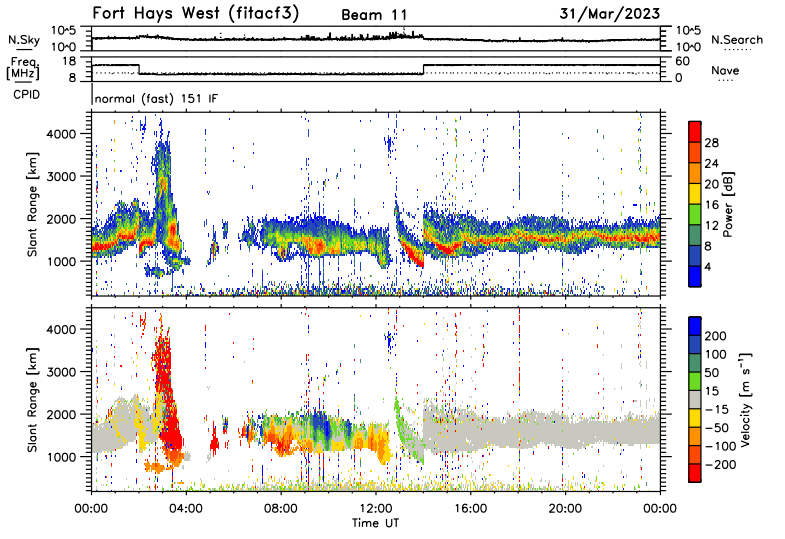 Fort Hays West (fitacf3) Beam 11 31/Mar/2023
N.Sky 10^5 10^0 10^5 10^0 N.Search
Freq. [MHz] 18 8 60 0 Nave
CPID normal (fast) 151 IF
Slant Range [km] 4000 3000 2000 1000
Power [dB] 28 24 20 16 12 8 4
Slant Range [km] 4000 3000 2000 1000
Velocity [m s⁻¹] 200 100 50 15 −15 −50 −100 −200
00:00 04:00 08:00 12:00 16:00 20:00 00:00
Time UT